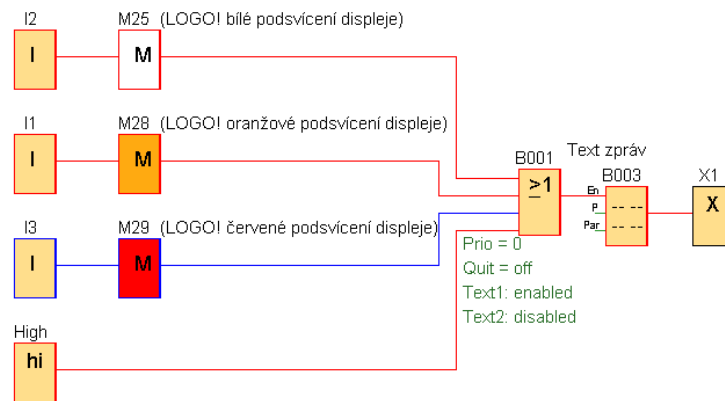 I2
M25 (LOGO! bílé podsvícení displeje)
I
M
I1
M28 (LOGO! oranžové podsvícení displeje)
I
M
B001
Text zpráv
B003
X1
≥1
En
P
Par
X
I3
M29 (LOGO! červené podsvícení displeje)
I
M
Prio = 0
Quit = off
Text1: enabled
Text2: disabled
High
hi